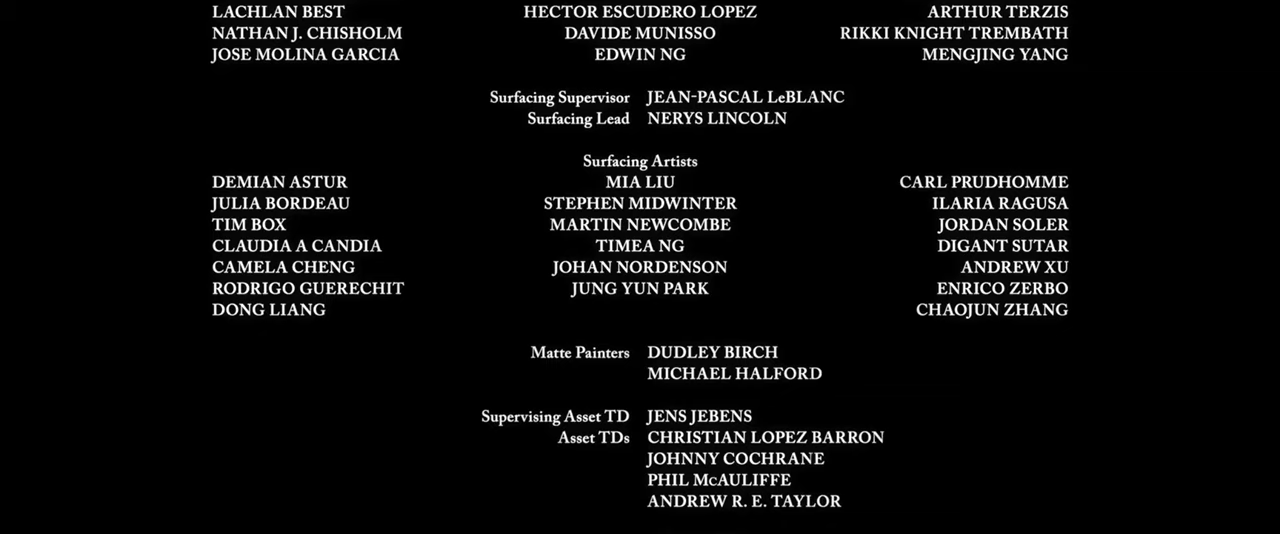 LACHLAN BEST HECTOR ESCUDERO LOPEZ ARTHUR TERZIS
NATHAN J. CHISHOLM DAVIDE MUNISSO RIKKI KNIGHT TREMBATH
JOSE MOLINA GARCIA EDWIN NG MENGJING YANG
Surfacing Supervisor JEAN-PASCAL LeBLANC
Surfacing Lead NERYS LINCOLN
Surfacing Artists
DEMIAN ASTUR MIA LIU CARL PRUDHOMME
JULIA BORDEAU STEPHEN MIDWINTER ILARIA RAGUSA
TIM BOX MARTIN NEWCOMBE JORDAN SOLER
CLAUDIA A CANDIA TIMEA NG DIGANT SUTAR
CAMELA CHENG JOHAN NORDENSON ANDREW XU
RODRIGO GUERECHIT JUNG YUN PARK ENRICO ZERBO
DONG LIANG CHAOJUN ZHANG
Matte Painters DUDLEY BIRCH
MICHAEL HALFORD
Supervising Asset TD JENS JEBENS
Asset TDs CHRISTIAN LOPEZ BARRON
JOHNNY COCHRANE
PHIL McAULIFFE
ANDREW R. E. TAYLOR